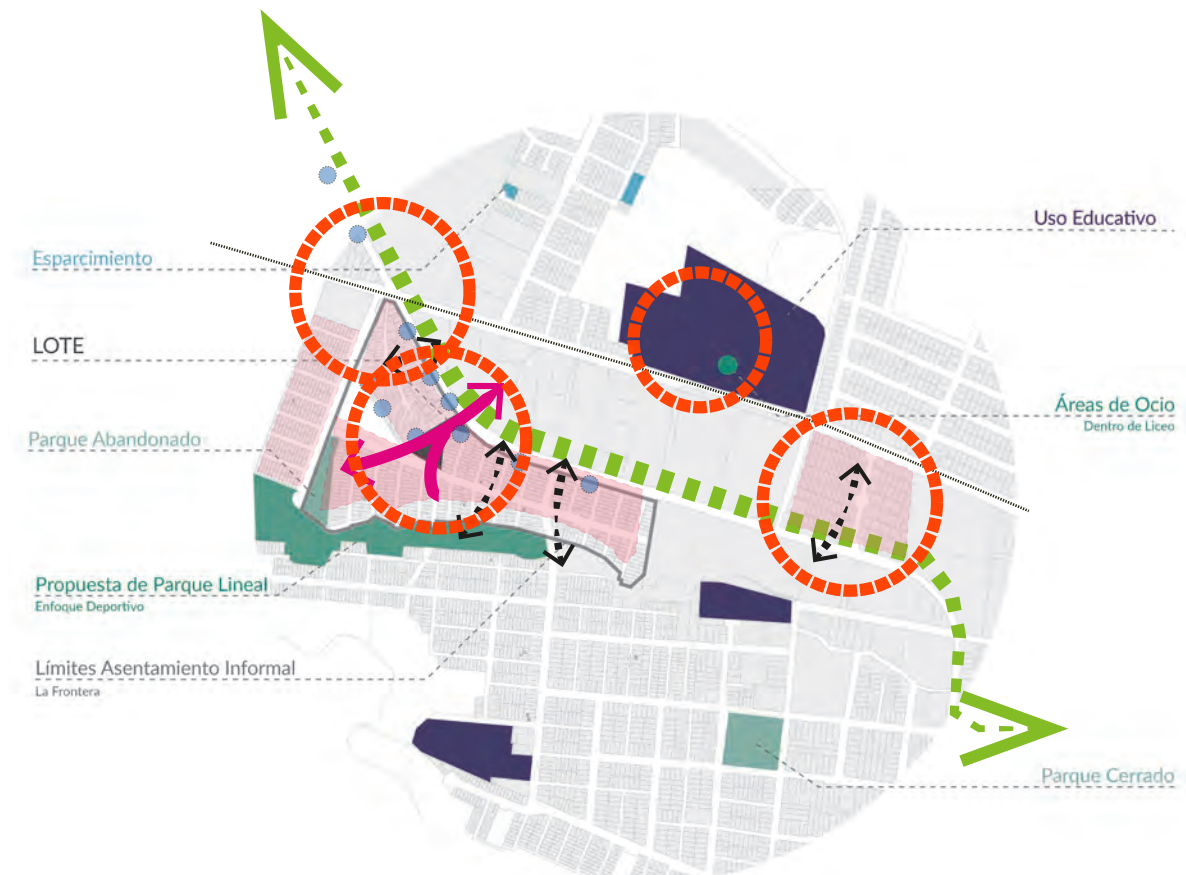 Uso Educativo
Esparcimiento
LOTE
Áreas de Ocio
Dentro de Liceo
Parque Abandonado
Propuesta de Parque Lineal
Enfoque Deportivo
Límites Asentamiento Informal
La Frontera
Parque Cerrado